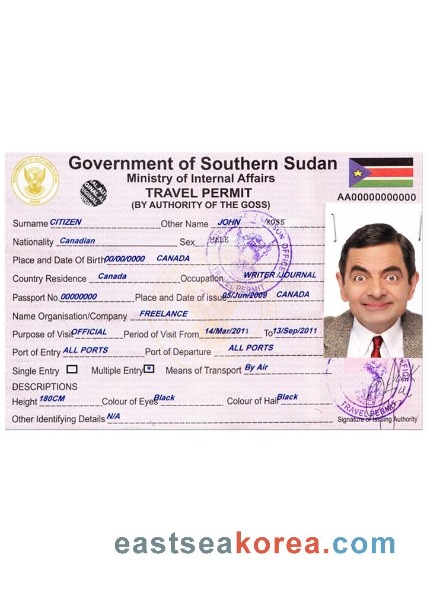 Government of Southern Sudan
Ministry of Internal Affairs
TRAVEL PERMIT
(BY AUTHORITY OF THE GOSS)
AA00000000000
Surname CITIZEN Other Name JOHN ROSS
Nationality Canadian Sex MALE
Place and Date Of Birth 00/00/0000 CANADA
Country Residence Canada Occupation WRITER /JOURNAL
Passport No. 00000000 Place and Date of issue 05/Jun/2009 CANADA
Name Organisation/Company FREELANCE
Purpose of Visit OFFICIAL Period of Visit From 14/Mar/2011 To 13/Sep/2011
Port of Entry ALL PORTS Port of Departure ALL PORTS
Single Entry Multiple Entry Means of Transport By Air
DESCRIPTIONS
Height 180CM Colour of Eyes Black Colour of Hair Black
Other Identifying Details N/A
TRAVEL PERMIT
Signature of Issuing Authority
eastseakorea.com